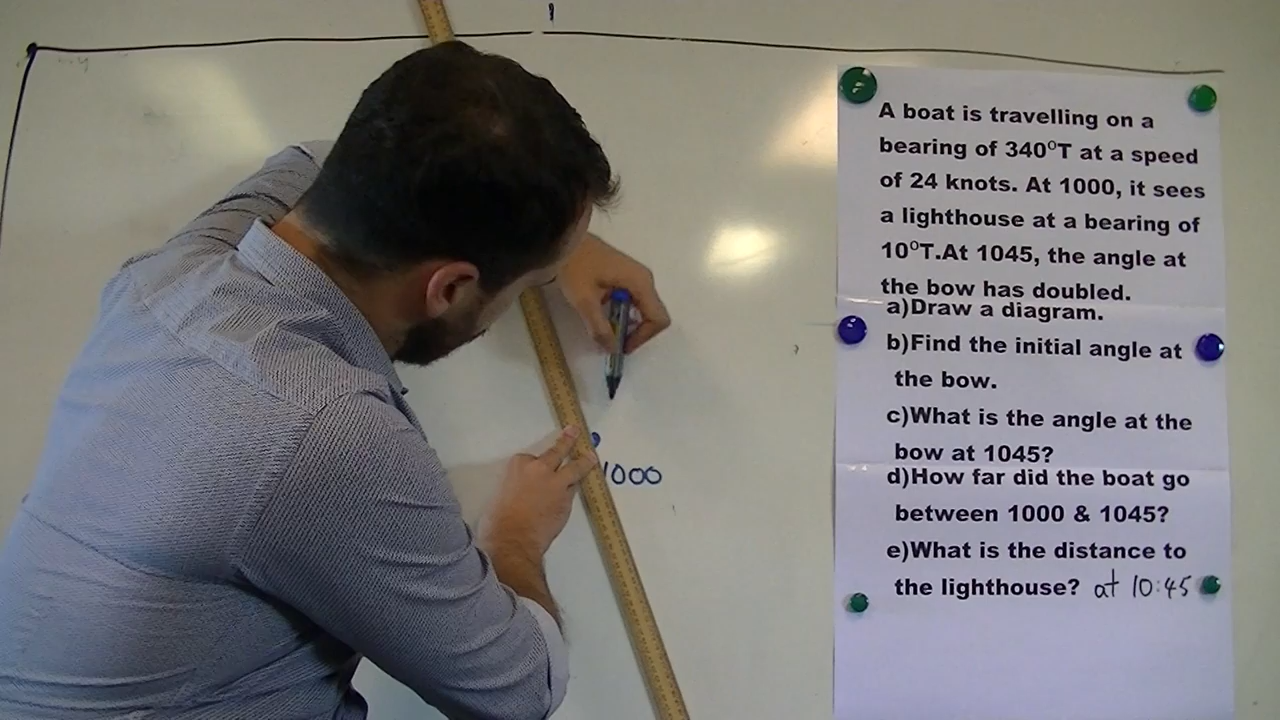 A boat is travelling on a
bearing of 340⁰T at a speed
of 24 knots. At 1000, it sees
a lighthouse at a bearing of
10⁰T.At 1045, the angle at
the bow has doubled.
a)Draw a diagram.
b)Find the initial angle at
the bow.
c)What is the angle at the
bow at 1045?
d)How far did the boat go
between 1000 & 1045?
e)What is the distance to
the lighthouse? at 10:45
1000